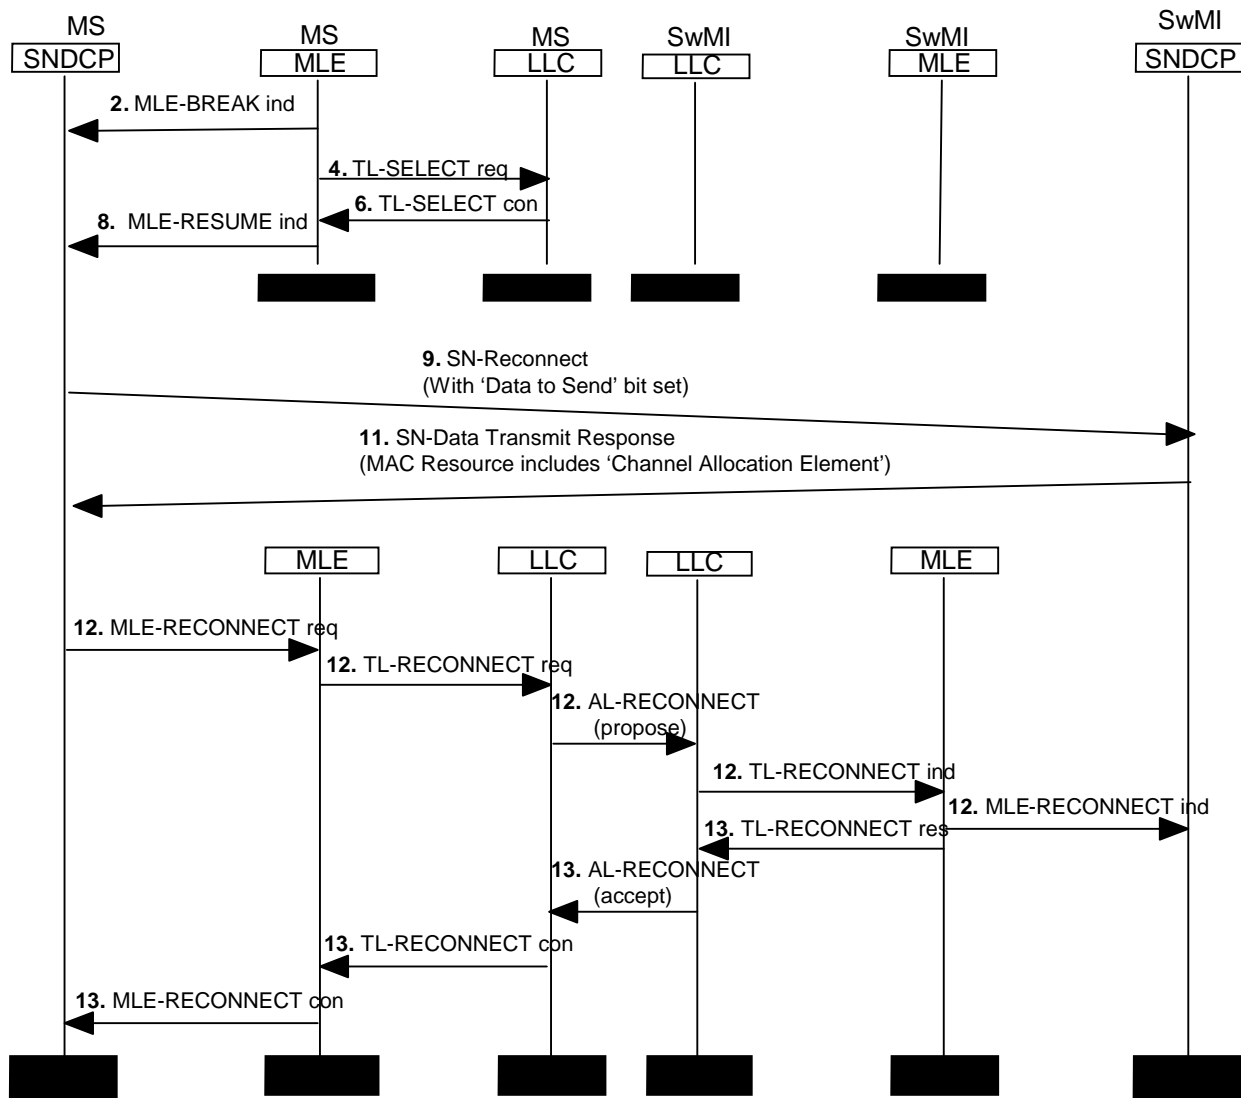 MS
MS
MS
SwMI
SwMI
SwMI
SNDCP
MLE
LLC
LLC
MLE
SNDCP
2. MLE-BREAK ind
4. TL-SELECT req
6. TL-SELECT con
8. MLE-RESUME ind
9. SN-Reconnect
(With ‘Data to Send’ bit set)
11. SN-Data Transmit Response
(MAC Resource includes ‘Channel Allocation Element’)
MLE
LLC
LLC
MLE
12. MLE-RECONNECT req
12. TL-RECONNECT req
12. AL-RECONNECT
(propose)
12. TL-RECONNECT ind
12. MLE-RECONNECT ind
13. TL-RECONNECT res
13. AL-RECONNECT
(accept)
13. TL-RECONNECT con
13. MLE-RECONNECT con